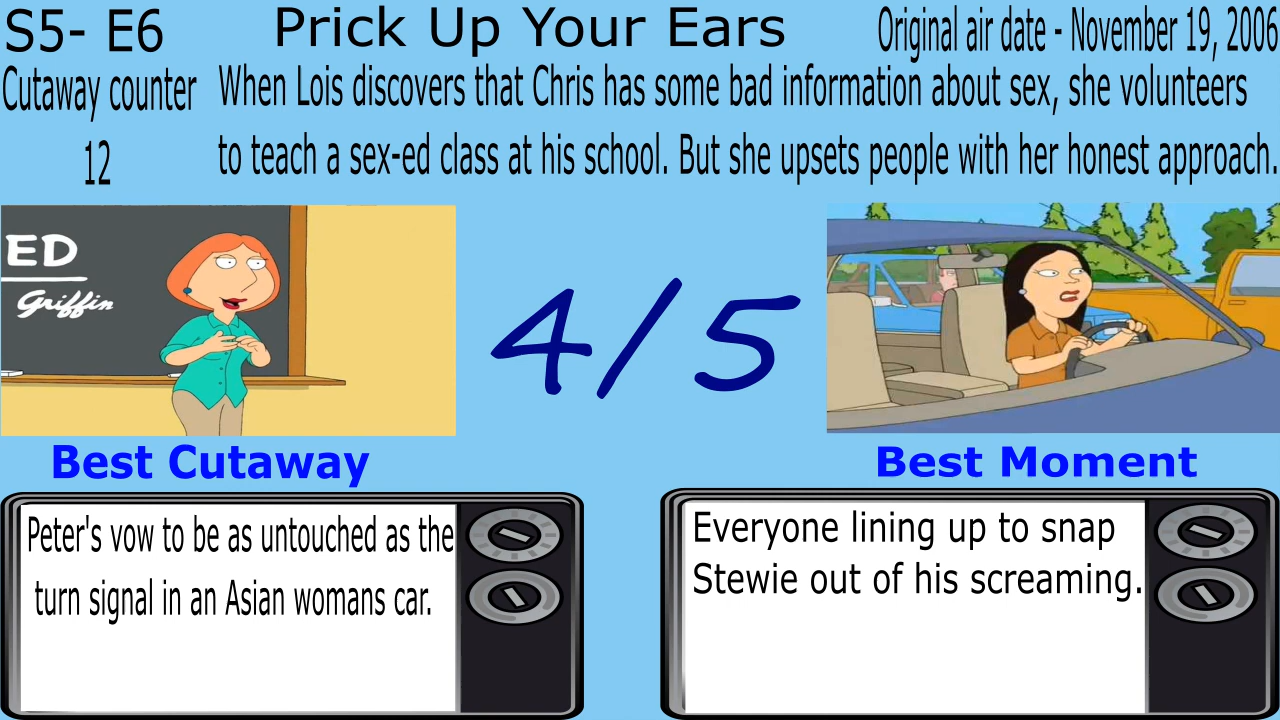 S5- E6
Prick Up Your Ears
Original air date - November 19, 2006
Cutaway counter
12
When Lois discovers that Chris has some bad information about sex, she volunteers
to teach a sex-ed class at his school. But she upsets people with her honest approach.
ED
Griffin
4/5
Best Cutaway
Best Moment
Peter's vow to be as untouched as the
turn signal in an Asian womans car.
Everyone lining up to snap
Stewie out of his screaming.